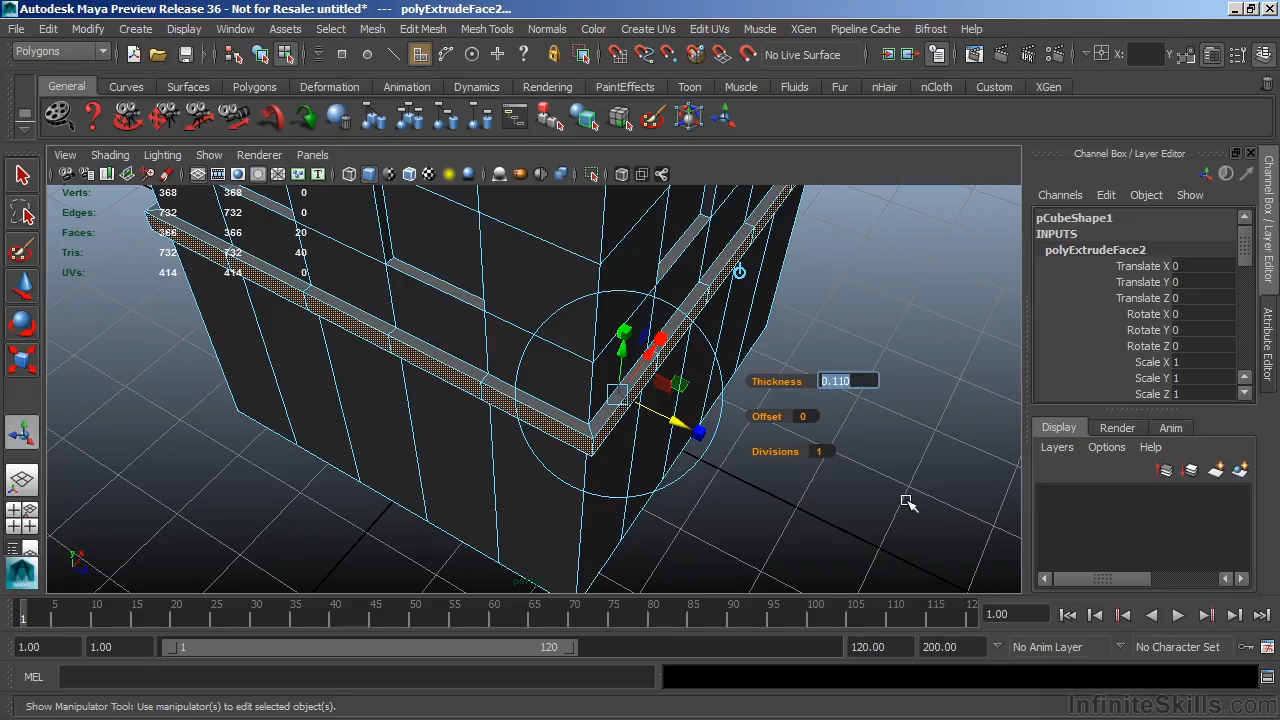 Autodesk Maya Preview Release 36 - Not for Resale: untitled* --- polyExtrudeFace2...
File Edit Modify Create Display Window Assets Select Mesh Edit Mesh Mesh Tools Normals Color Create UVs Edit UVs Muscle XGen Pipeline Cache Bifrost Help
Polygons No Live Surface X: Y:
General Curves Surfaces Polygons Deformation Animation Dynamics Rendering PaintEffects Toon Muscle Fluids Fur nHair nCloth Custom XGen
View Shading Lighting Show Renderer Panels
Verts: 368 368 0
Edges: 732 732 0
Faces: 366 366 20
Tris: 732 732 40
UVs: 414 414 0
Thickness 0.110
Offset 0
Divisions 1
persp
Channel Box / Layer Editor
Channels Edit Object Show
pCubeShape1
INPUTS
polyExtrudeFace2
Translate X 0
Translate Y 0
Translate Z 0
Rotate X 0
Rotate Y 0
Rotate Z 0
Scale X 1
Scale Y 1
Scale Z 1
Display Render Anim
Layers Options Help
Channel Box / Layer Editor
Attribute Editor
1 5 10 15 20 25 30 35 40 45 50 55 60 65 70 75 80 85 90 95 100 105 110 115 12 1.00
1.00 1.00 1 120 120.00 200.00 No Anim Layer No Character Set
MEL
Show Manipulator Tool: Use manipulator(s) to edit selected object(s).
InfiniteSkills.com